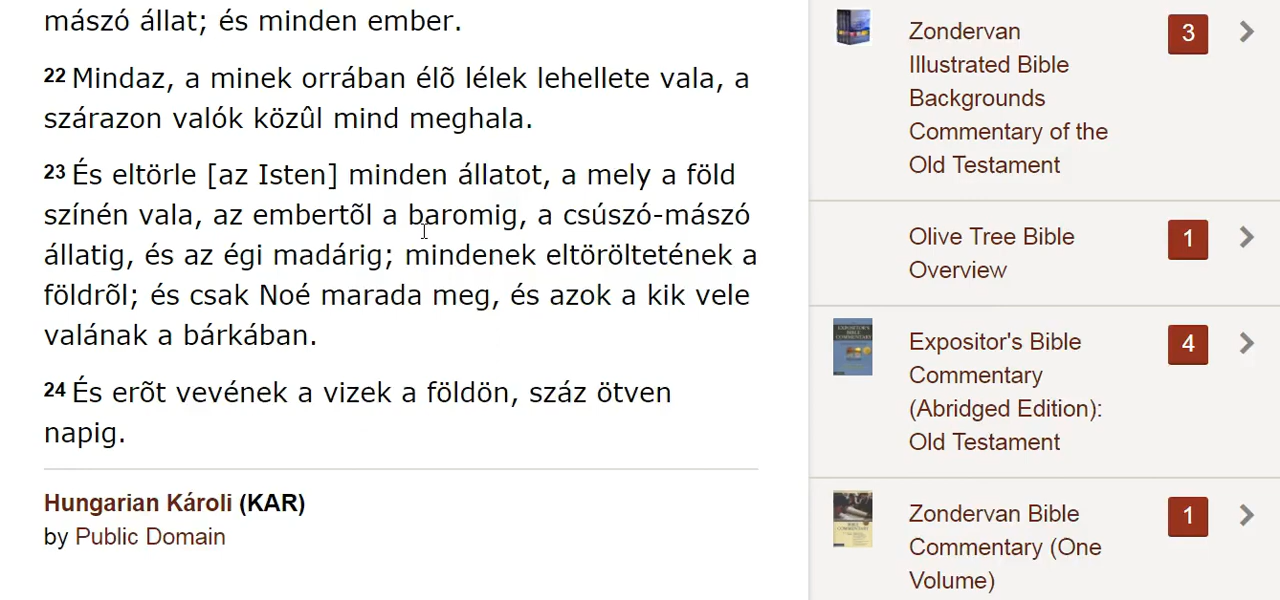 mászó állat; és minden ember.
22 Mindaz, a minek orrában élõ lélek lehellete vala, a
szárazon valók közûl mind meghala.
23 És eltörle [az Isten] minden állatot, a mely a föld
színén vala, az embertõl a baromig, a csúszó-mászó
állatig, és az égi madárig; mindenek eltöröltetének a
földrõl; és csak Noé marada meg, és azok a kik vele
valának a bárkában.
24 És erõt vevének a vizek a földön, száz ötven
napig.
Hungarian Károli (KAR)
by Public Domain
Zondervan
Illustrated Bible
Backgrounds
Commentary of the
Old Testament
3
Olive Tree Bible
Overview
1
Expositor's Bible
Commentary
(Abridged Edition):
Old Testament
4
Zondervan Bible
Commentary (One
Volume)
1